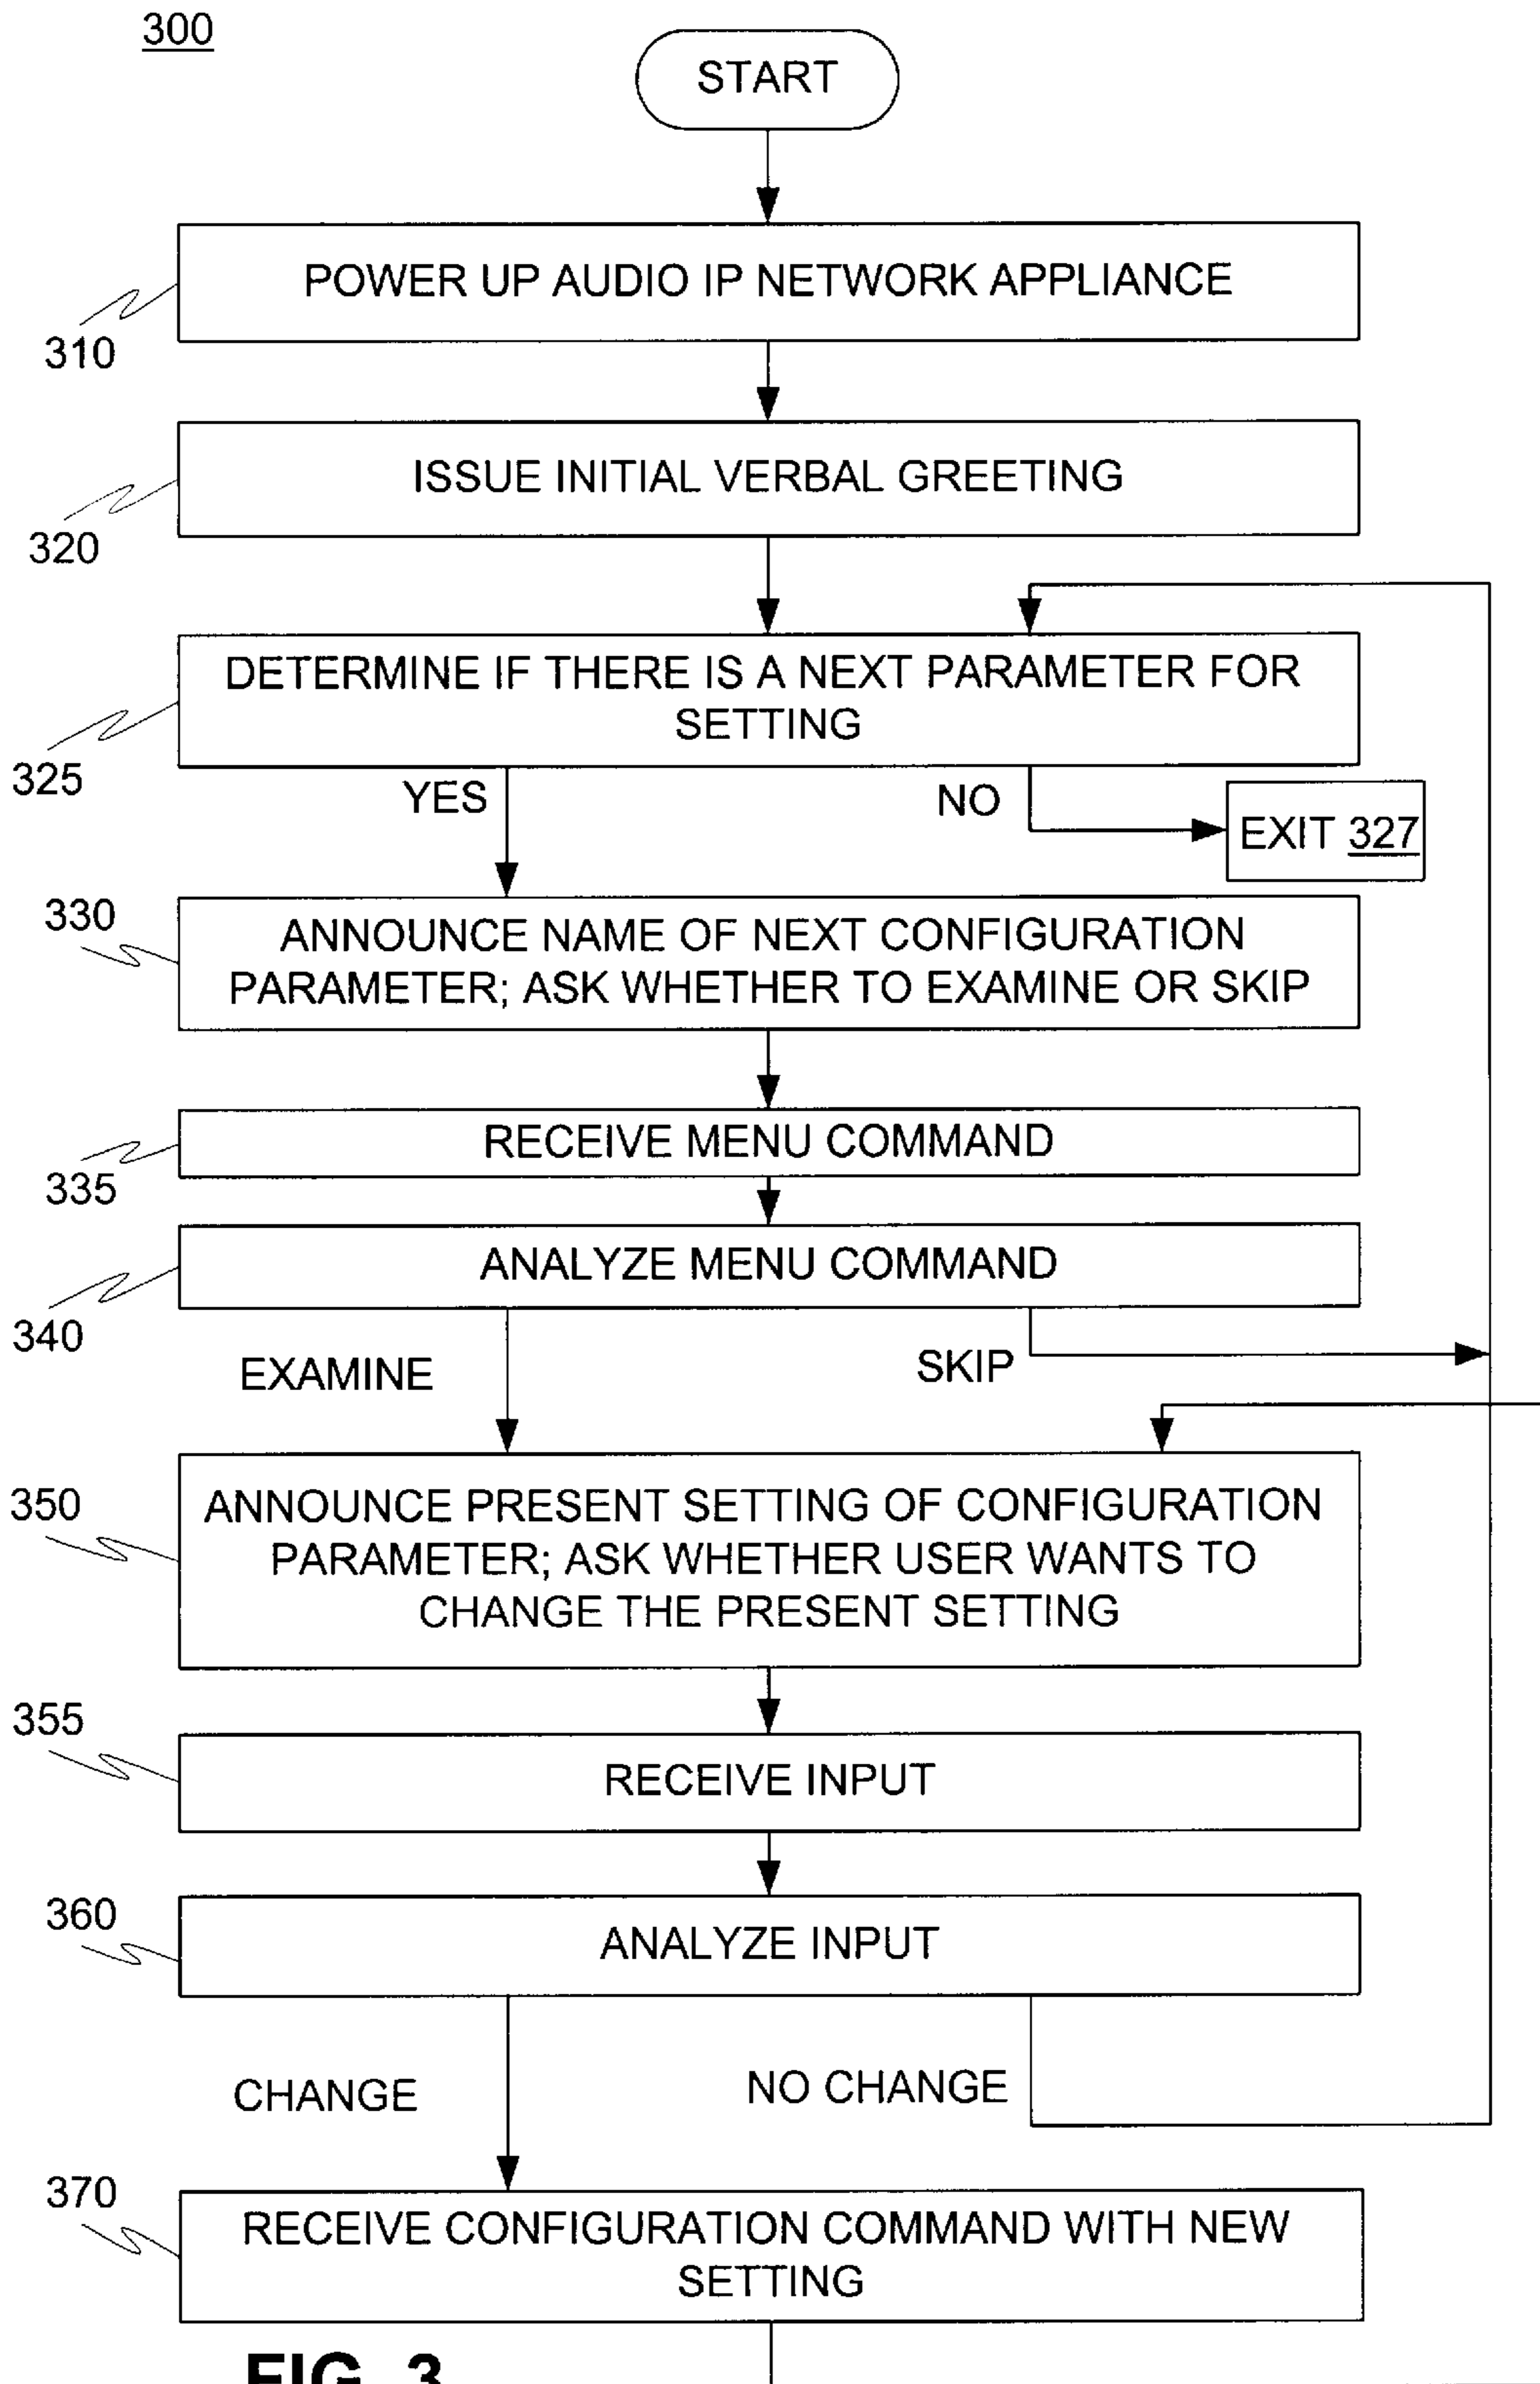 300
START
POWER UP AUDIO IP NETWORK APPLIANCE
310
ISSUE INITIAL VERBAL GREETING
320
DETERMINE IF THERE IS A NEXT PARAMETER FOR
SETTING
325
YES
NO
EXIT 327
330
ANNOUNCE NAME OF NEXT CONFIGURATION
PARAMETER; ASK WHETHER TO EXAMINE OR SKIP
RECEIVE MENU COMMAND
335
ANALYZE MENU COMMAND
340
EXAMINE
SKIP
350
ANNOUNCE PRESENT SETTING OF CONFIGURATION
PARAMETER; ASK WHETHER USER WANTS TO
CHANGE THE PRESENT SETTING
355
RECEIVE INPUT
360
ANALYZE INPUT
CHANGE
NO CHANGE
370
RECEIVE CONFIGURATION COMMAND WITH NEW
SETTING
FIG. 3